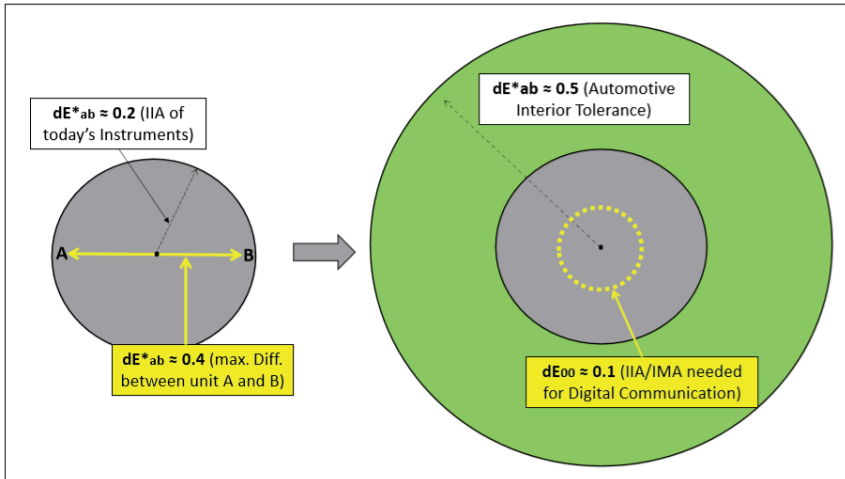 dE*ab ≈ 0.2 (IIA of
today's Instruments)
A
B
dE*ab ≈ 0.4 (max. Diff.
between unit A and B)
dE*ab ≈ 0.5 (Automotive
Interior Tolerance)
dE00 ≈ 0.1 (IIA/IMA needed
for Digital Communication)